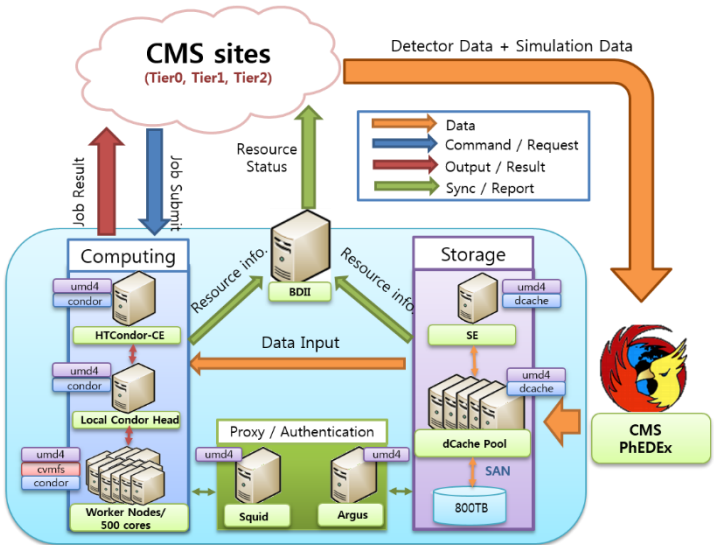 CMS sites
(Tier0, Tier1, Tier2)
Detector Data + Simulation Data
Data
Command / Request
Output / Result
Sync / Report
Job Result
Job Submit
Resource
Status
Computing
umd4
condor
HTCondor-CE
umd4
condor
Local Condor Head
umd4
cvmfs
condor
Worker Nodes/
500 cores
Resource info.
BDII
Resource info.
Data Input
Proxy / Authentication
umd4
Squid
umd4
Argus
Storage
umd4
dcache
SE
umd4
dcache
dCache Pool
SAN
800TB
CMS
PhEDEx